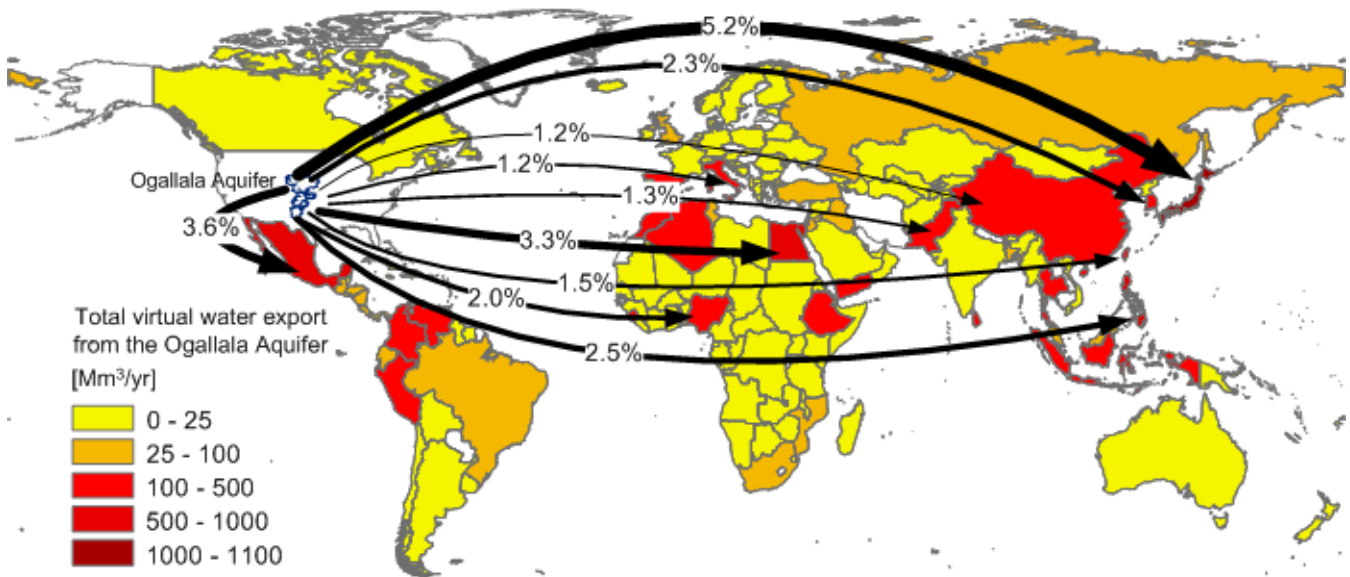 5.2%
2.3%
1.2%
Ogallala Aquifer
1.2%
1.3%
3.6%
3.3%
1.5%
2.0%
2.5%
Total virtual water export
from the Ogallala Aquifer
[Mm³/yr]
0 - 25
25 - 100
100 - 500
500 - 1000
1000 - 1100